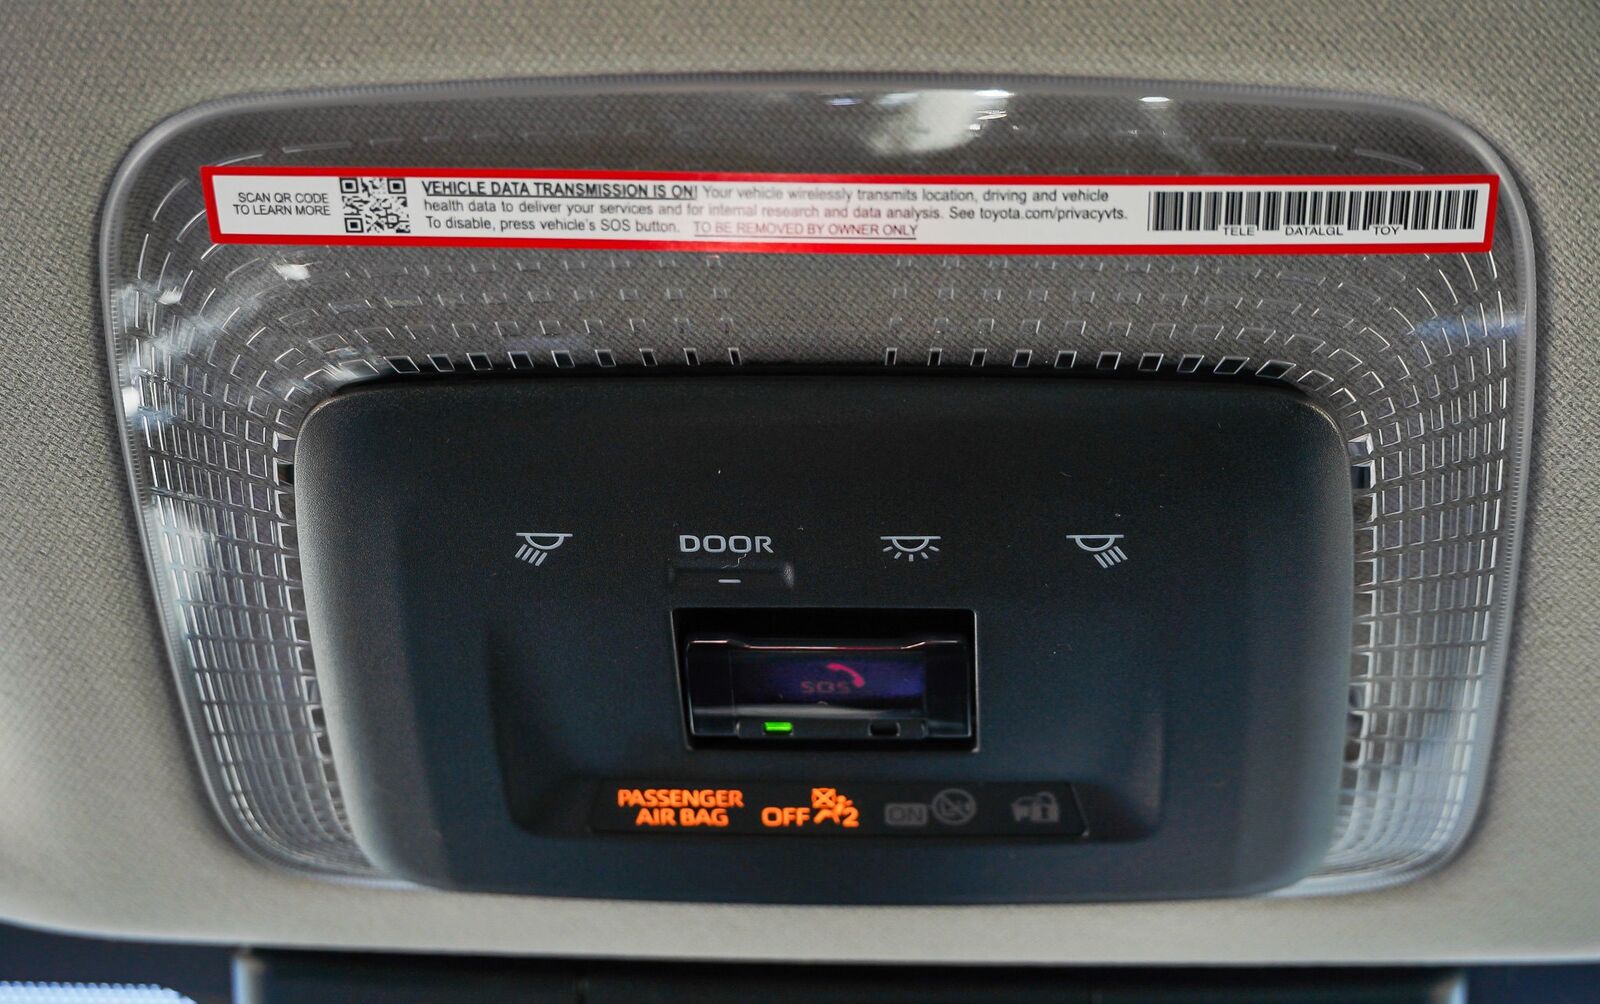 SCAN QR CODE
TO LEARN MORE
VEHICLE DATA TRANSMISSION IS ON! Your vehicle wirelessly transmits location, driving and vehicle
health data to deliver your services and for internal research and data analysis. See toyota.com/privacyvts.
To disable, press vehicle's SOS button. TO BE REMOVED BY OWNER ONLY
TELE DATALGL TOY
DOOR
SOS
PASSENGER
AIR BAG
OFF 2
ON